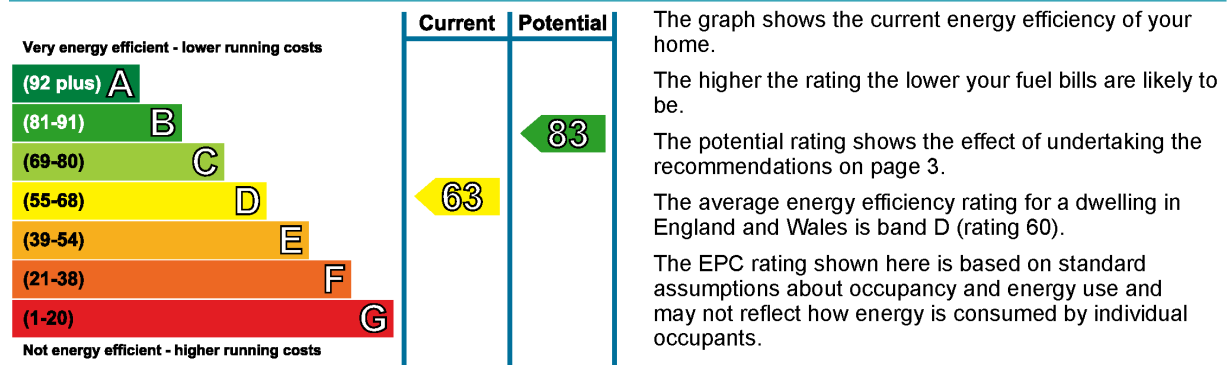 Current Potential
Very energy efficient - lower running costs
(92 plus) A
(81-91) B
83
(69-80) C
(55-68) D
63
(39-54) E
(21-38) F
(1-20) G
Not energy efficient - higher running costs
The graph shows the current energy efficiency of your
home.
The higher the rating the lower your fuel bills are likely to
be.
The potential rating shows the effect of undertaking the
recommendations on page 3.
The average energy efficiency rating for a dwelling in
England and Wales is band D (rating 60).
The EPC rating shown here is based on standard
assumptions about occupancy and energy use and
may not reflect how energy is consumed by individual
occupants.